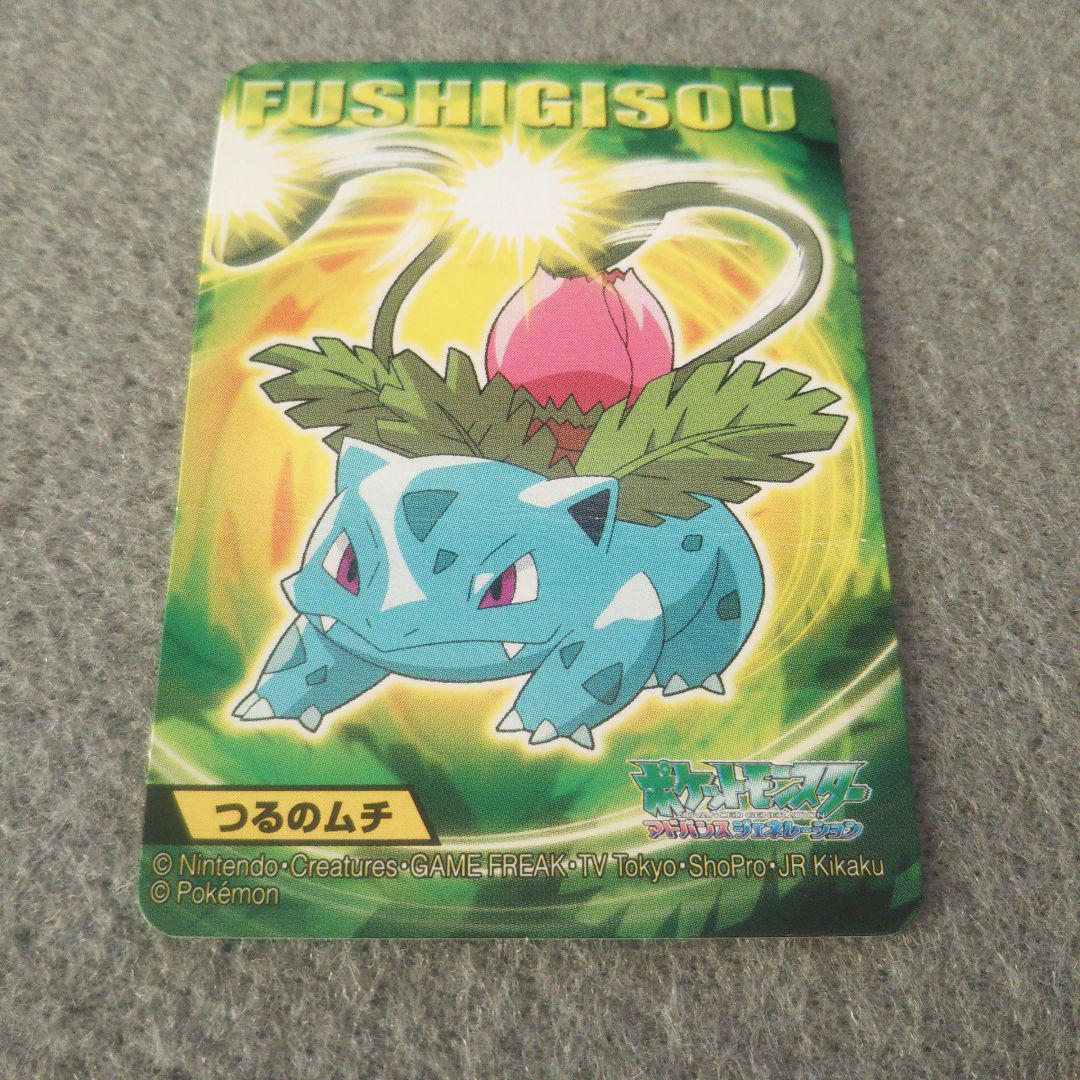 FUSHIGISOU
つるのムチ
ポケットモンスター
ADVANCED GENERATION
アドバンスジェネレーション
© Nintendo・Creatures・GAME FREAK・TV Tokyo・ShoPro・JR Kikaku
© Pokémon